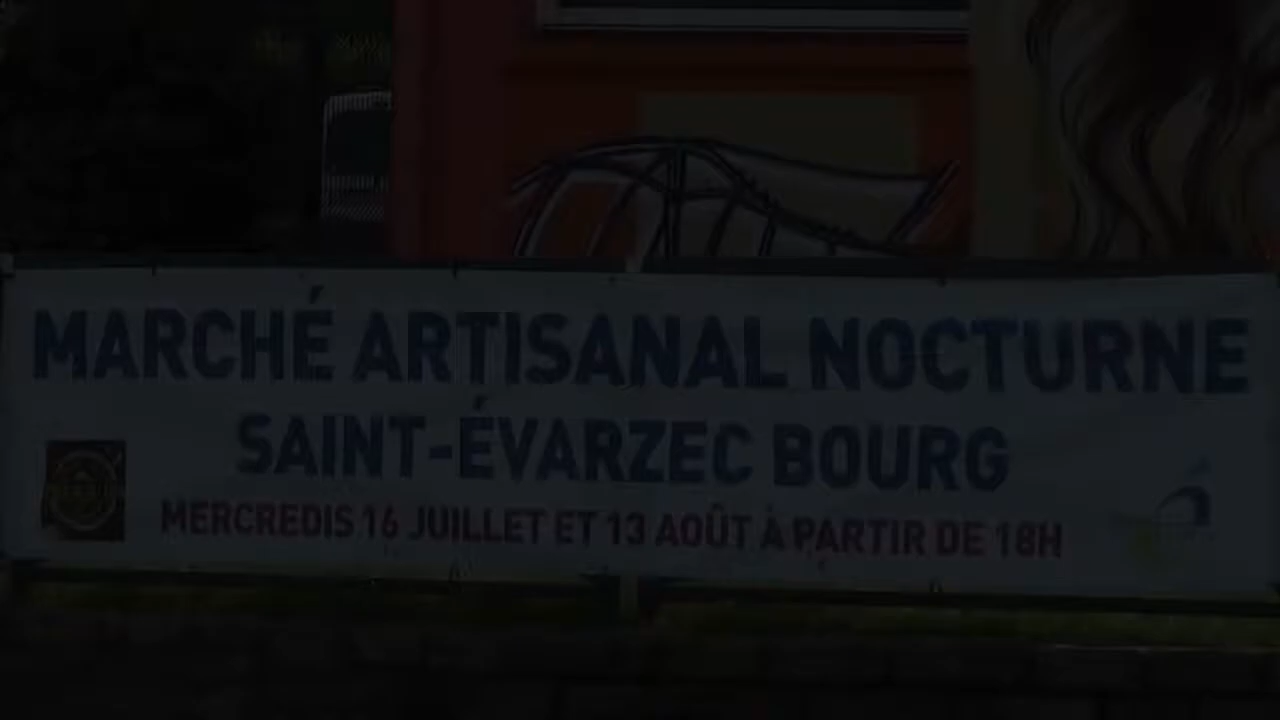 MARCHÉ ARTISANAL NOCTURNE
SAINT-ÉVARZEC BOURG
MERCREDIS 16 JUILLET ET 13 AOÛT À PARTIR DE 18H